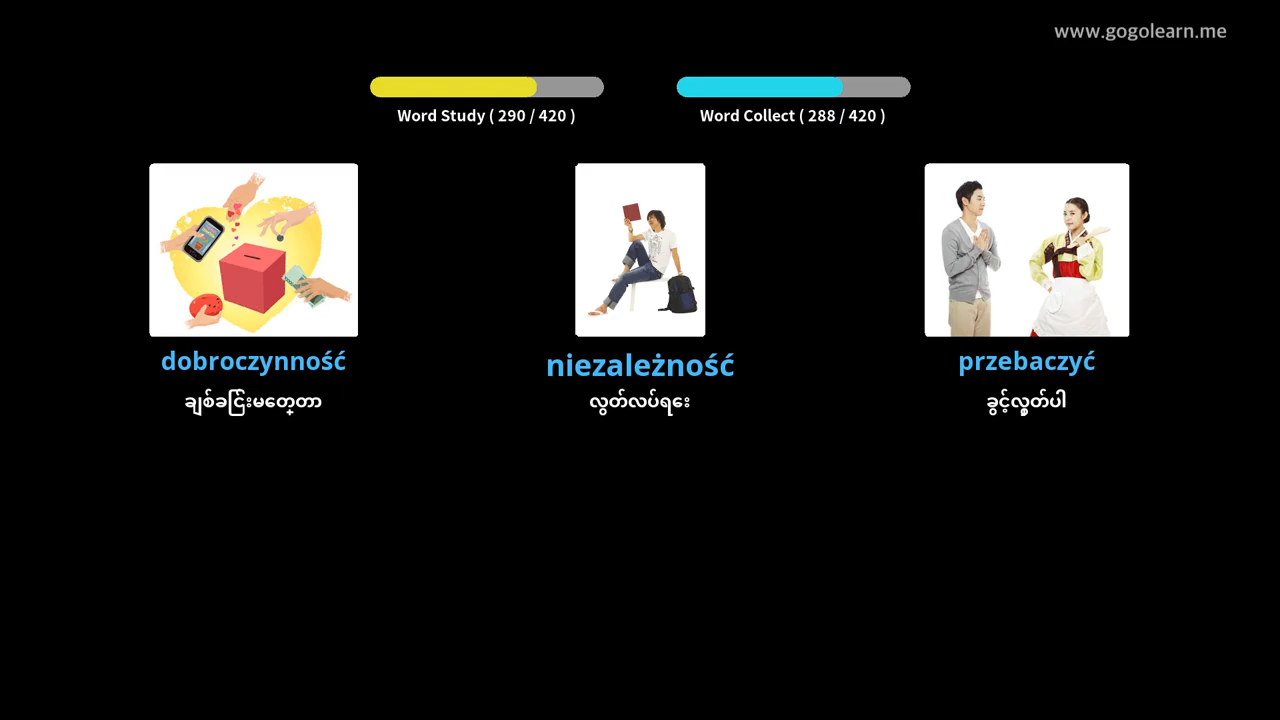 www.gogolearn.me
Word Study ( 290 / 420 )
Word Collect ( 288 / 420 )
dobroczynność
niezależność
przebaczyć
ချစ်ခင်ြးမေတ္တာ
လွတ်လပ်ရေး
ခွင့်လွှတ်ပါ